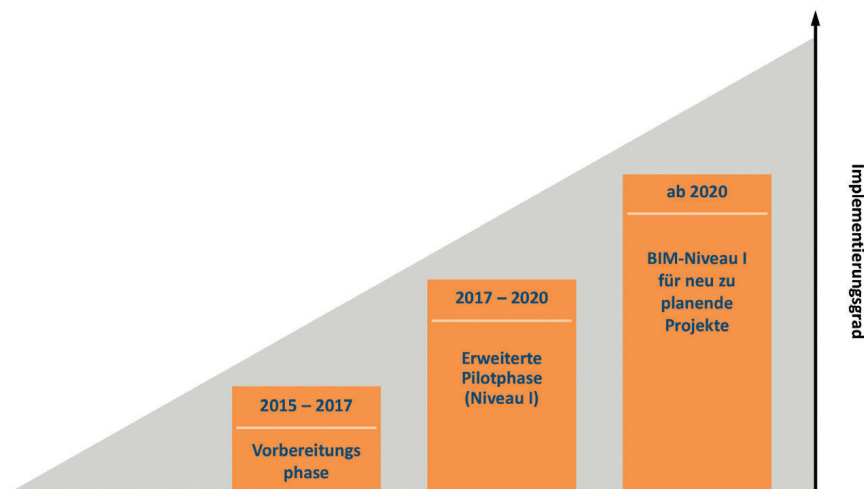 2015 – 2017
Vorbereitungs
phase
2017 – 2020
Erweiterte
Pilotphase
(Niveau I)
ab 2020
BIM-Niveau I
für neu zu
planende
Projekte
Implementierungsgrad